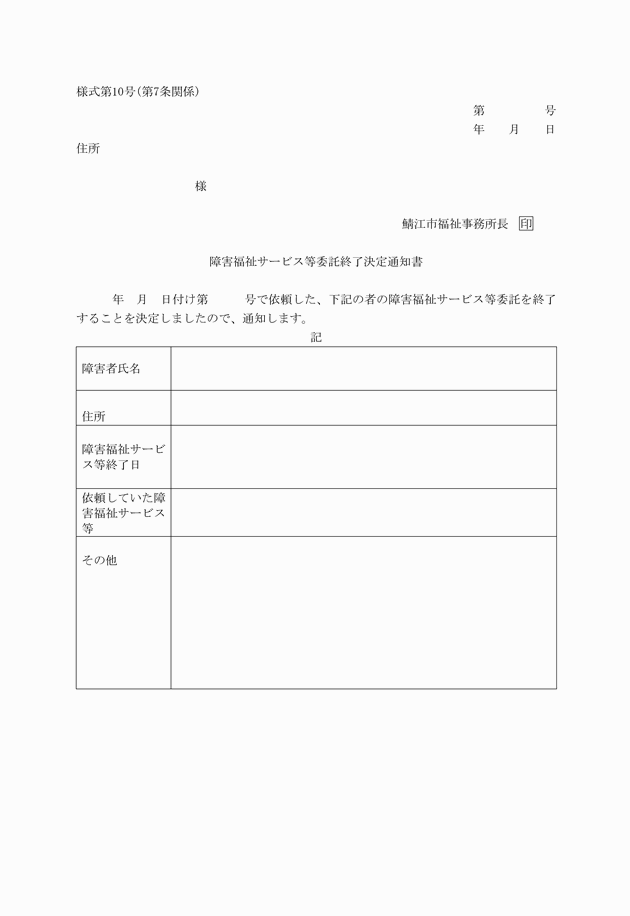 様式第10号(第7条関係)
第　　　　　号
年　　月　　日
住所
様
鯖江市福祉事務所長　印
障害福祉サービス等委託終了決定通知書
年　月　日付け第　　　号で依頼した、下記の者の障害福祉サービス等委託を終了
することを決定しましたので、通知します。
記
障害者氏名
住所
障害福祉サービ
ス等終了日
依頼していた障
害福祉サービス
等
その他